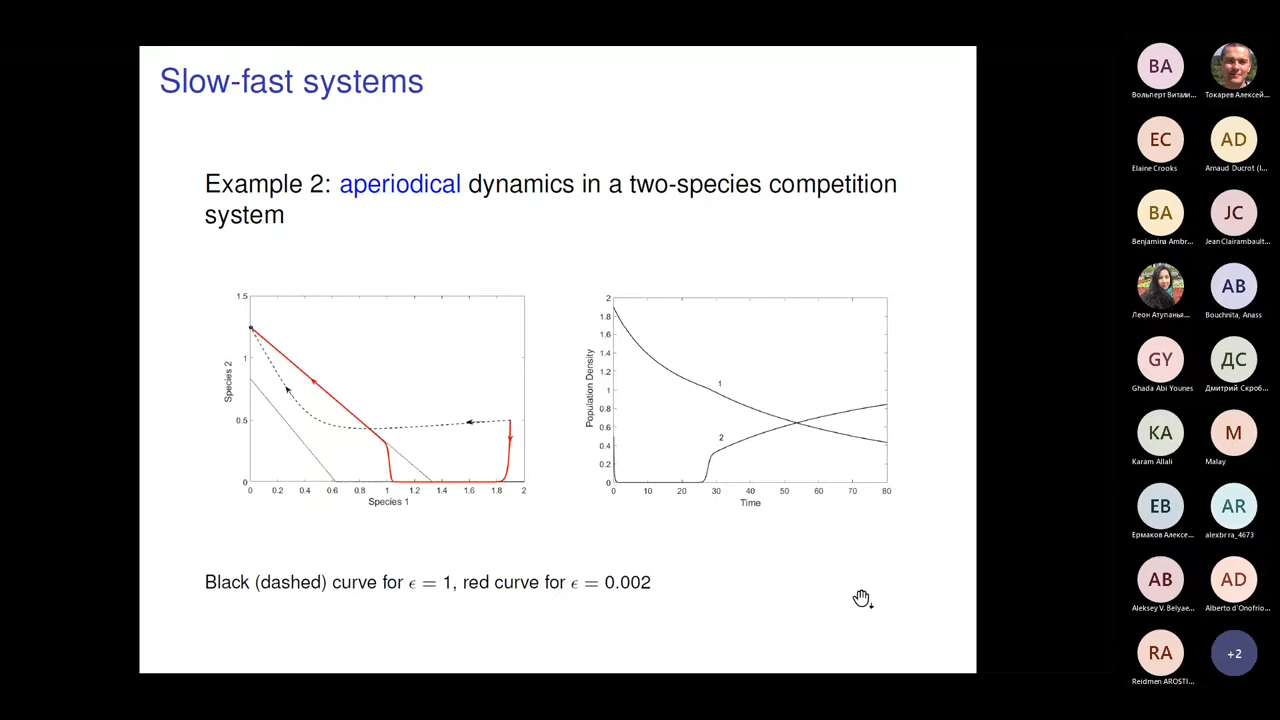 Slow-fast systems
Example 2: aperiodical dynamics in a two-species competition
system
1.5
1
0.5
0
Species 2
0 0.2 0.4 0.6 0.8 1 1.2 1.4 1.6 1.8 2
Species 1
2
1.8
1.6
1.4
1.2
1
0.8
0.6
0.4
0.2
0
Population Density
1
2
0 10 20 30 40 50 60 70 80
Time
Black (dashed) curve for ϵ = 1, red curve for ϵ = 0.002
BA
Вольперт Витали...
Токарев Алексей...
EC
Elaine Crooks
AD
Arnaud Ducrot (I...
BA
Benjamina Ambr...
JC
Jean Clairambault...
Леон Атупанья...
AB
Bouchnita, Anass
GY
Ghada Abi Younes
ДС
Дмитрий Скроб...
KA
Karam Allali
M
Malay
EB
Ермаков Алексе...
AR
AB
Aleksey V. Belyae...
AD
Alberto d'Onofrio...
RA
Reidmen AROSTI...
+2